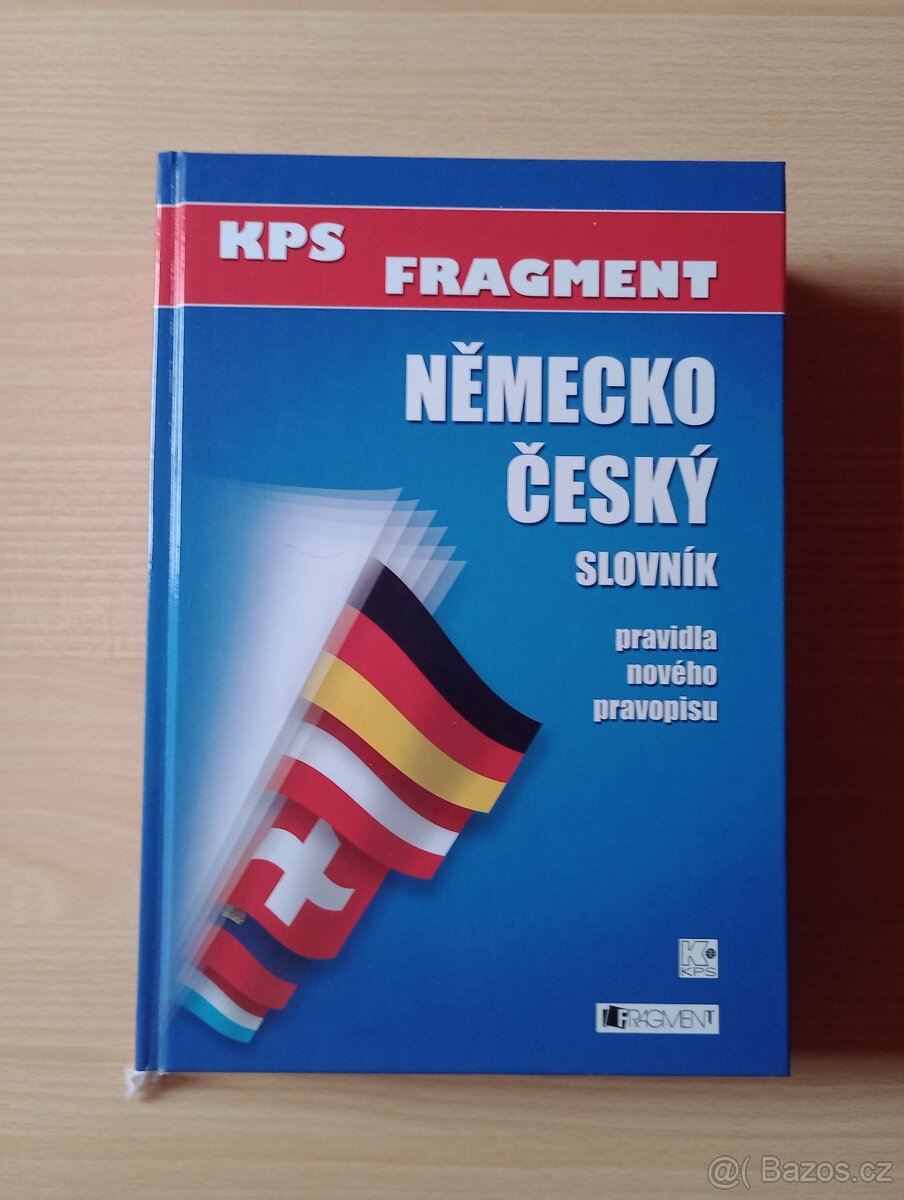 KPS
FRAGMENT
NĚMECKO
ČESKÝ
SLOVNÍK
pravidla
nového
pravopisu
K
KPS
FRAGMENT
@( Bazos.cz